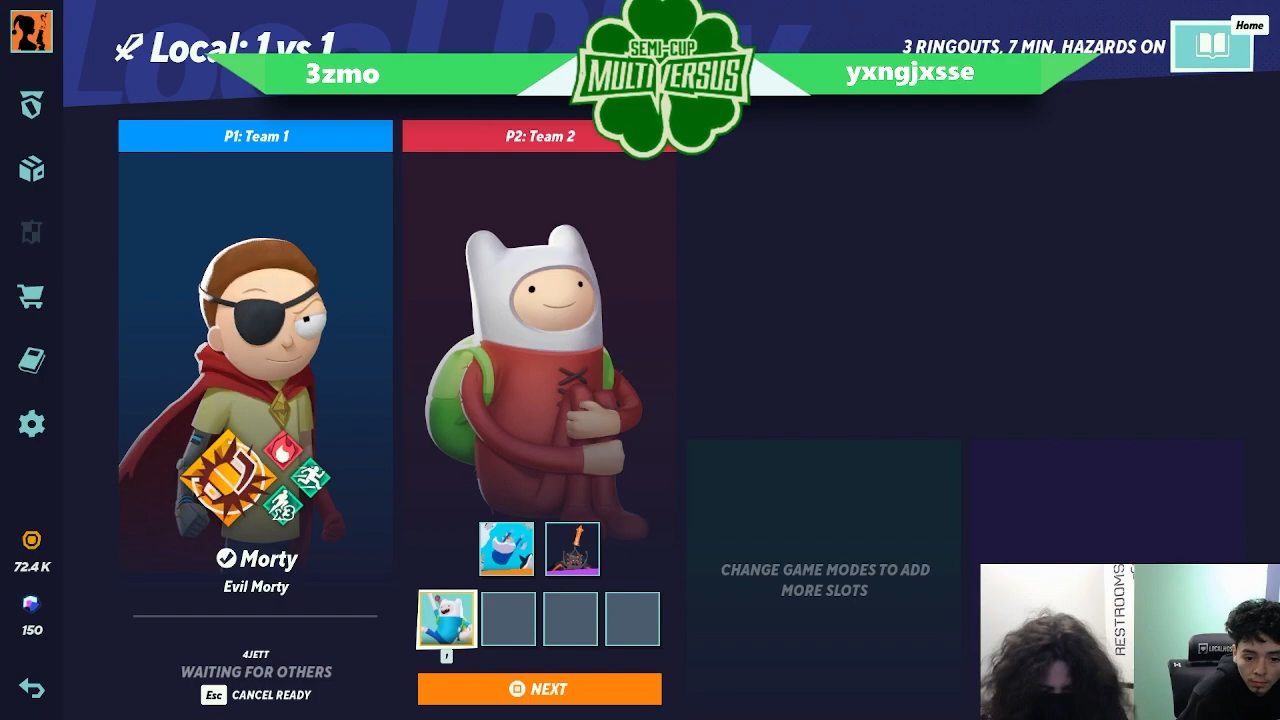 Local: 1 vs 1
3 RINGOUTS, 7 MIN, HAZARDS ON
Home
3zmo
SEMI-CUP
MULTIVERSUS
yxngjxsse
P1: Team 1
P2: Team 2
X3
Morty
Evil Morty
4JETT
WAITING FOR OTHERS
Esc CANCEL READY
1
NEXT
CHANGE GAME MODES TO ADD
MORE SLOTS
72.4 K
150
RESTROOMS